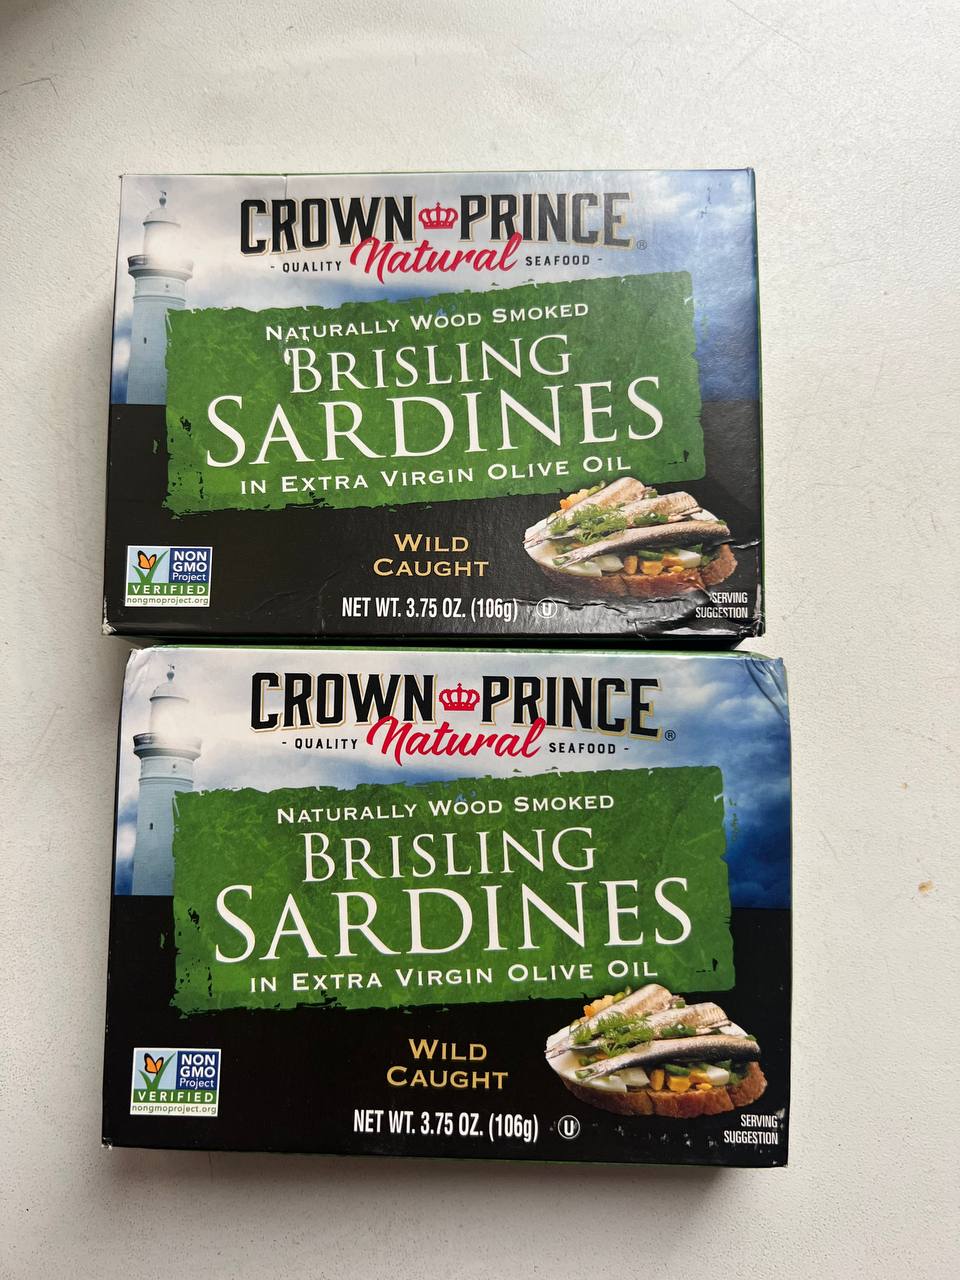 CROWN PRINCE®
- QUALITY Natural SEAFOOD -
NATURALLY WOOD SMOKED
BRISLING
SARDINES
IN EXTRA VIRGIN OLIVE OIL
WILD
CAUGHT
NON
GMO
Project
VERIFIED
nongmoproject.org
NET WT. 3.75 OZ. (106g) U
SERVING
SUGGESTION
CROWN PRINCE®
- QUALITY Natural SEAFOOD -
NATURALLY WOOD SMOKED
BRISLING
SARDINES
IN EXTRA VIRGIN OLIVE OIL
WILD
CAUGHT
NON
GMO
Project
VERIFIED
nongmoproject.org
NET WT. 3.75 OZ. (106g) U
SERVING
SUGGESTION